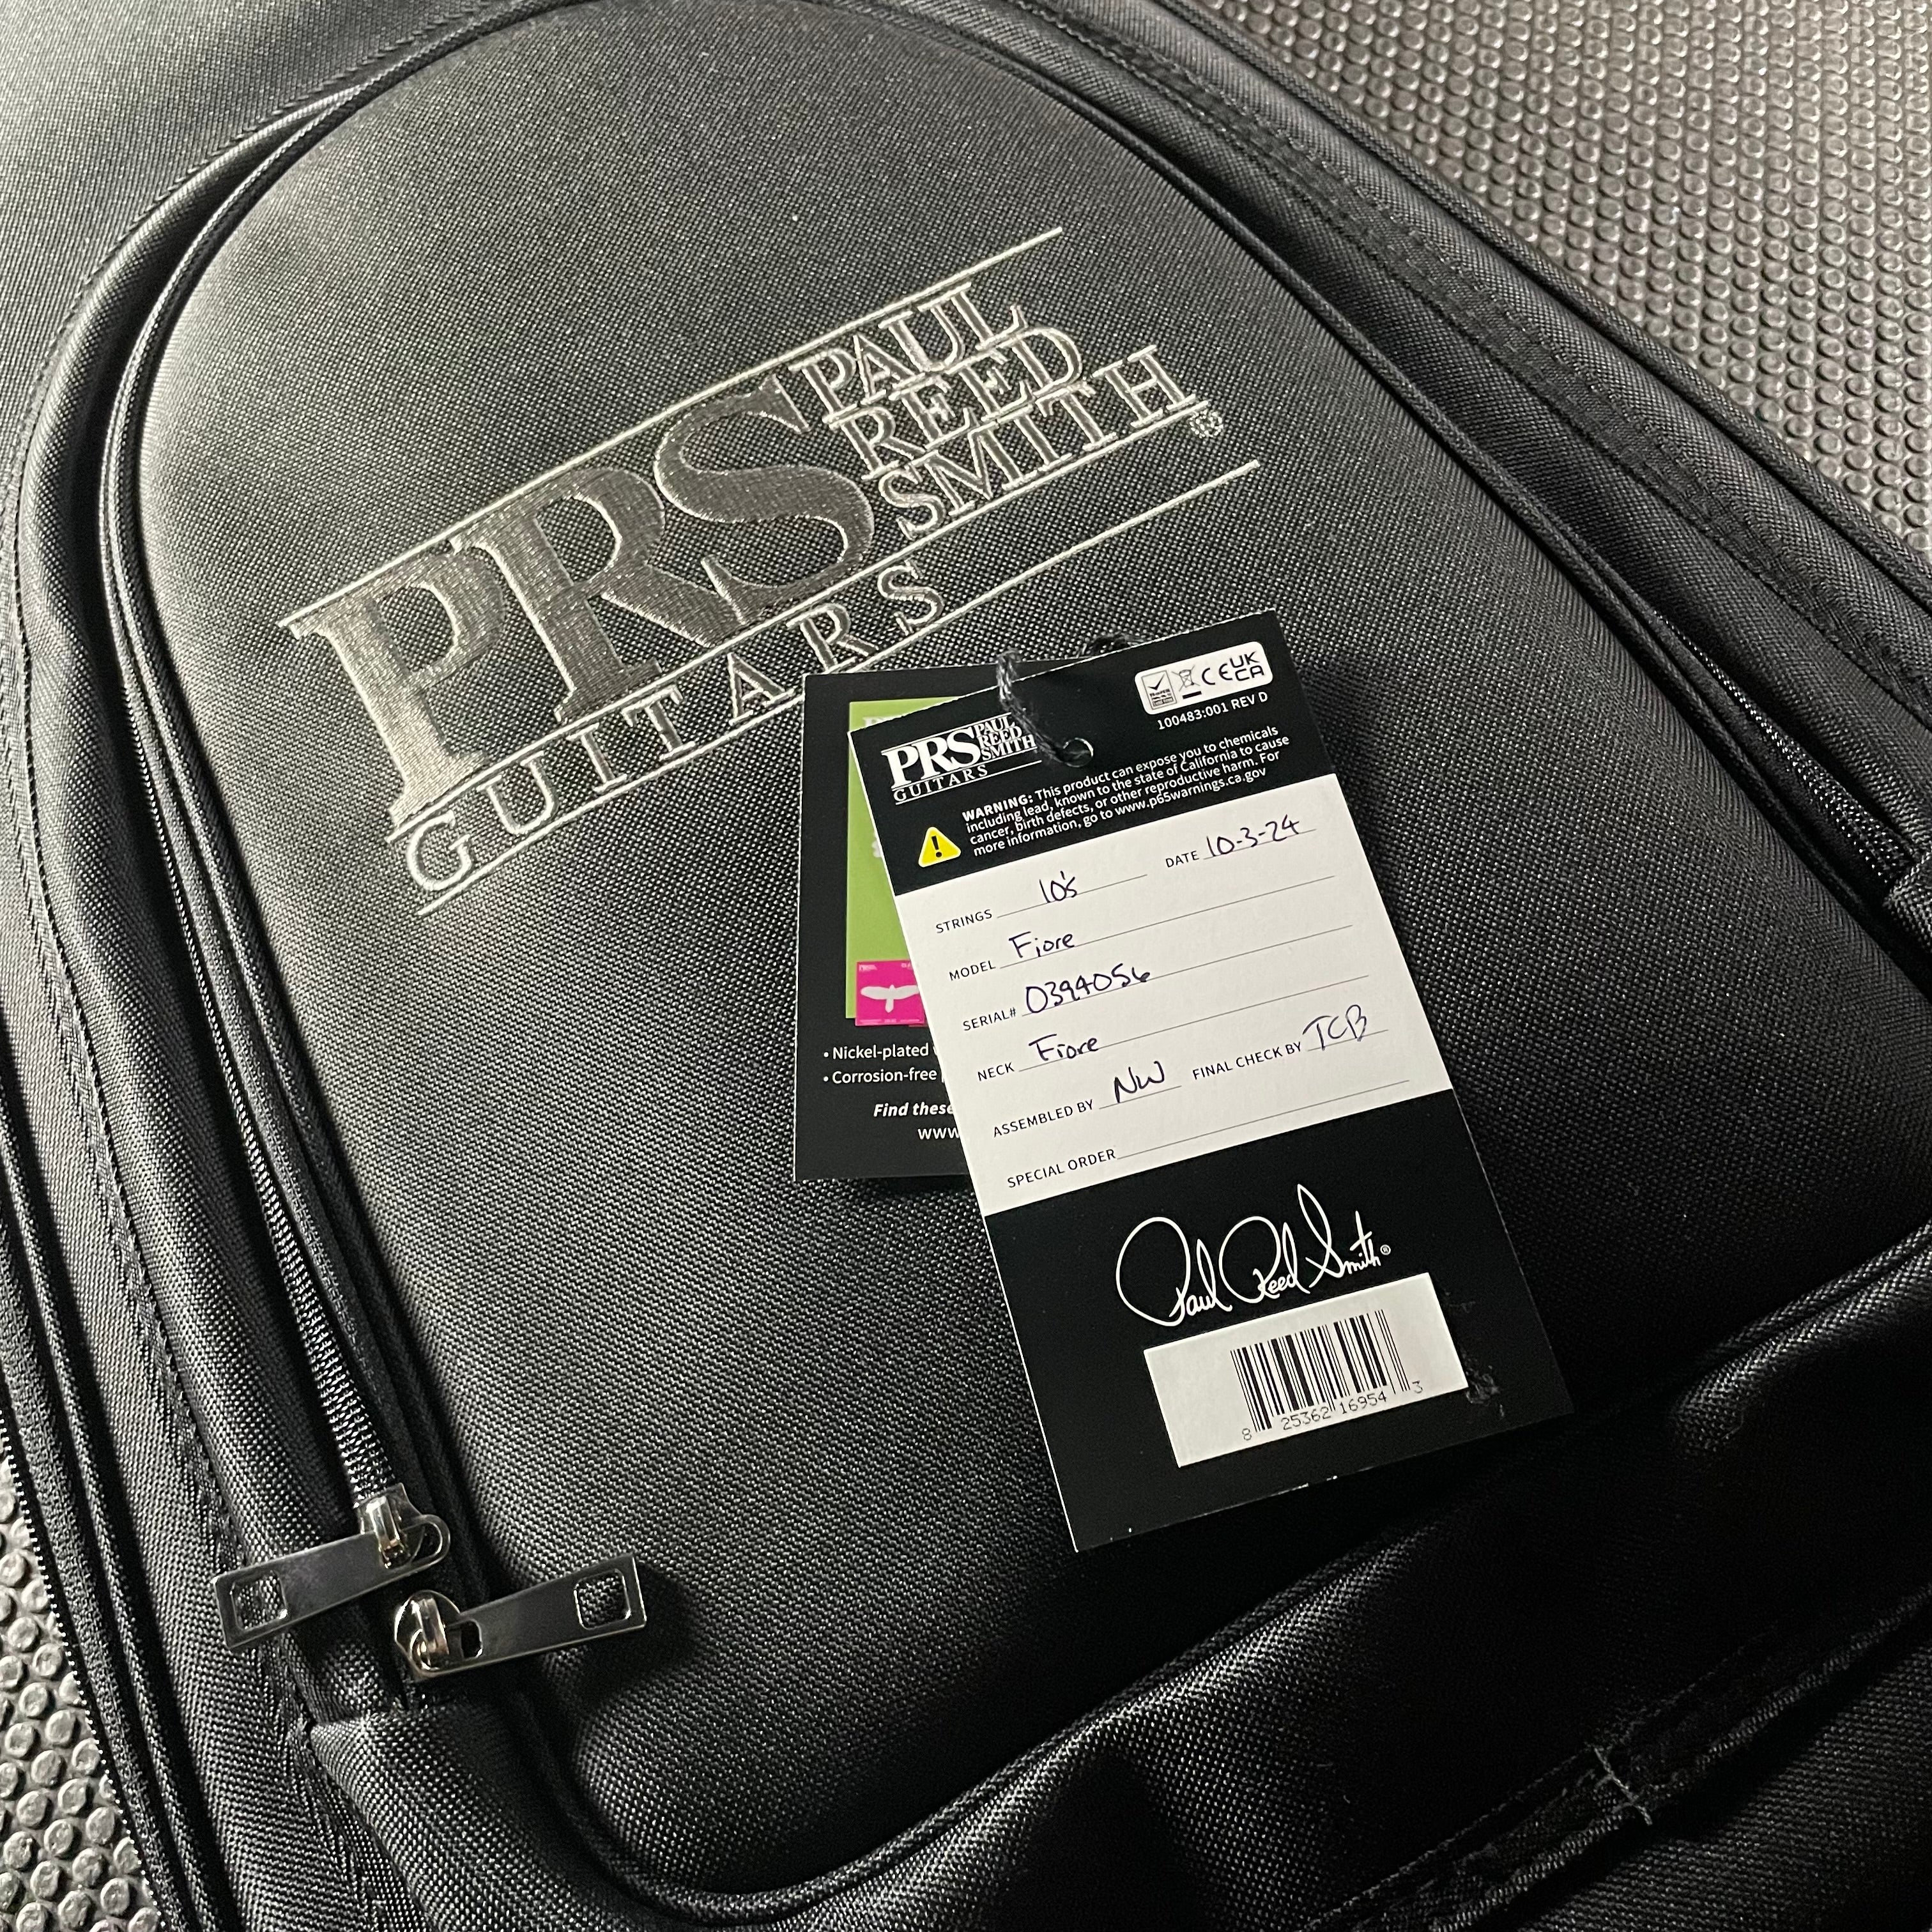 PRS PAUL
REED
SMITH®
GUITARS
CE UK
CA
100483:001 REV D
PRS PAUL
REED
SMITH
GUITARS
WARNING: This product can expose you to chemicals
including lead, known to the state of California to cause
cancer, birth defects, or other reproductive harm. For
more information, go to www.p65warnings.ca.gov
STRINGS 10's DATE 10-3-24
MODEL Fiore
SERIAL# 0394056
NECK Fiore
ASSEMBLED BY NW FINAL CHECK BY TCB
SPECIAL ORDER
Paul Reed Smith®
8 25362 16954 3
• Nickel-plated
• Corrosion-free
Find these
www